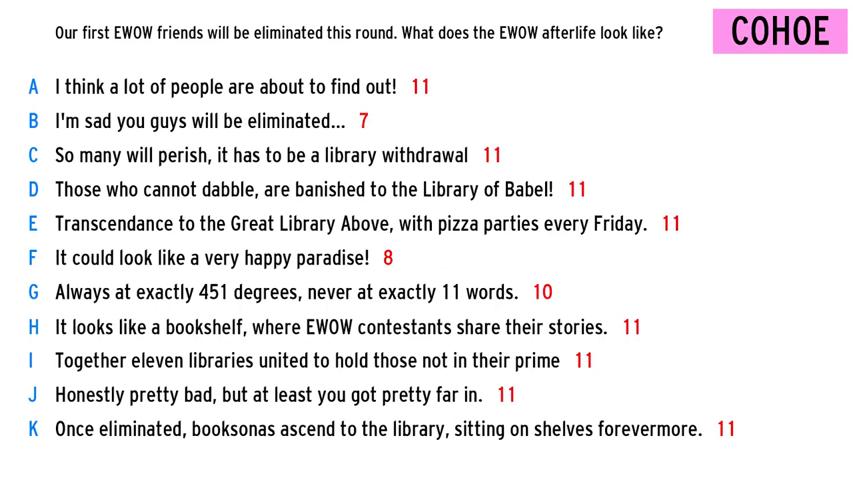 Our first EWOW friends will be eliminated this round. What does the EWOW afterlife look like?
COHOE
A I think a lot of people are about to find out! 11
B I'm sad you guys will be eliminated... 7
C So many will perish, it has to be a library withdrawal 11
D Those who cannot dabble, are banished to the Library of Babel! 11
E Transcendance to the Great Library Above, with pizza parties every Friday. 11
F It could look like a very happy paradise! 8
G Always at exactly 451 degrees, never at exactly 11 words. 10
H It looks like a bookshelf, where EWOW contestants share their stories. 11
I Together eleven libraries united to hold those not in their prime 11
J Honestly pretty bad, but at least you got pretty far in. 11
K Once eliminated, booksonas ascend to the library, sitting on shelves forevermore. 11